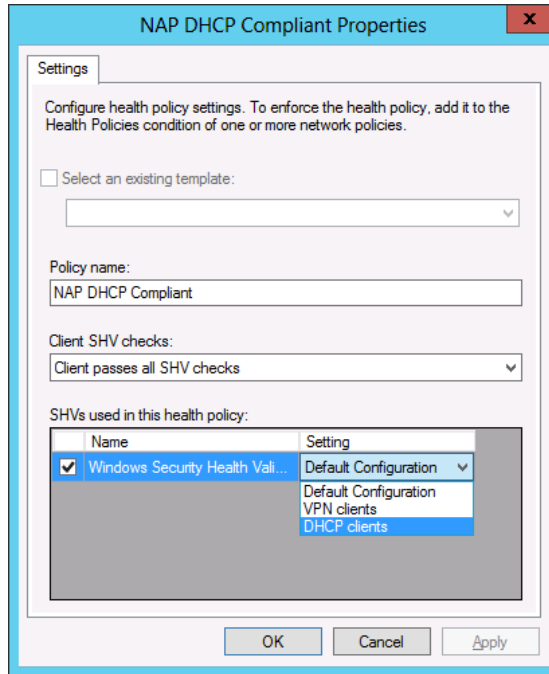 NAP DHCP Compliant Properties
x
Settings
Configure health policy settings. To enforce the health policy, add it to the
Health Policies condition of one or more network policies.
Select an existing template:
Policy name:
NAP DHCP Compliant
Client SHV checks:
Client passes all SHV checks
SHVs used in this health policy:
Name Setting
Windows Security Health Vali... Default Configuration
Default Configuration
VPN clients
DHCP clients
OK Cancel Apply